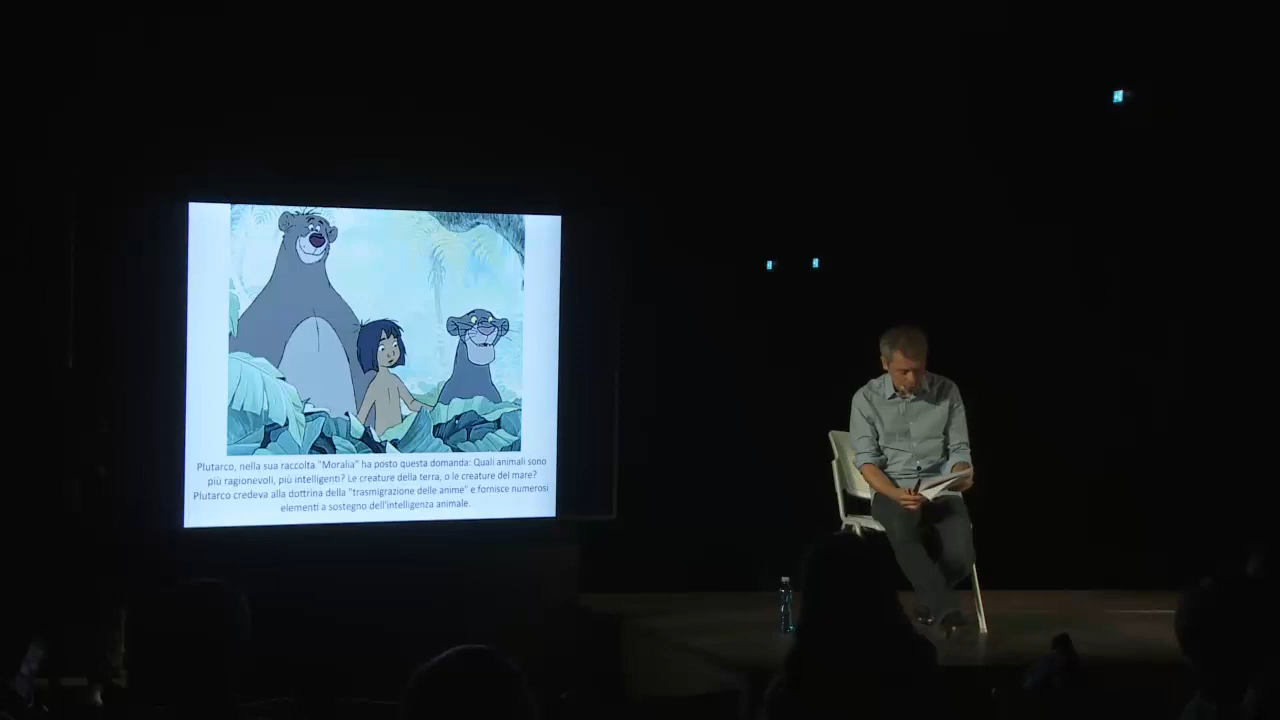 Plutarco, nella sua raccolta "Moralia" ha posto questa domanda: Quali animali sono
più ragionevoli, più intelligenti? Le creature della terra, o le creature del mare?
Plutarco credeva alla dottrina della "trasmigrazione delle anime" e fornisce numerosi
elementi a sostegno dell'intelligenza animale.